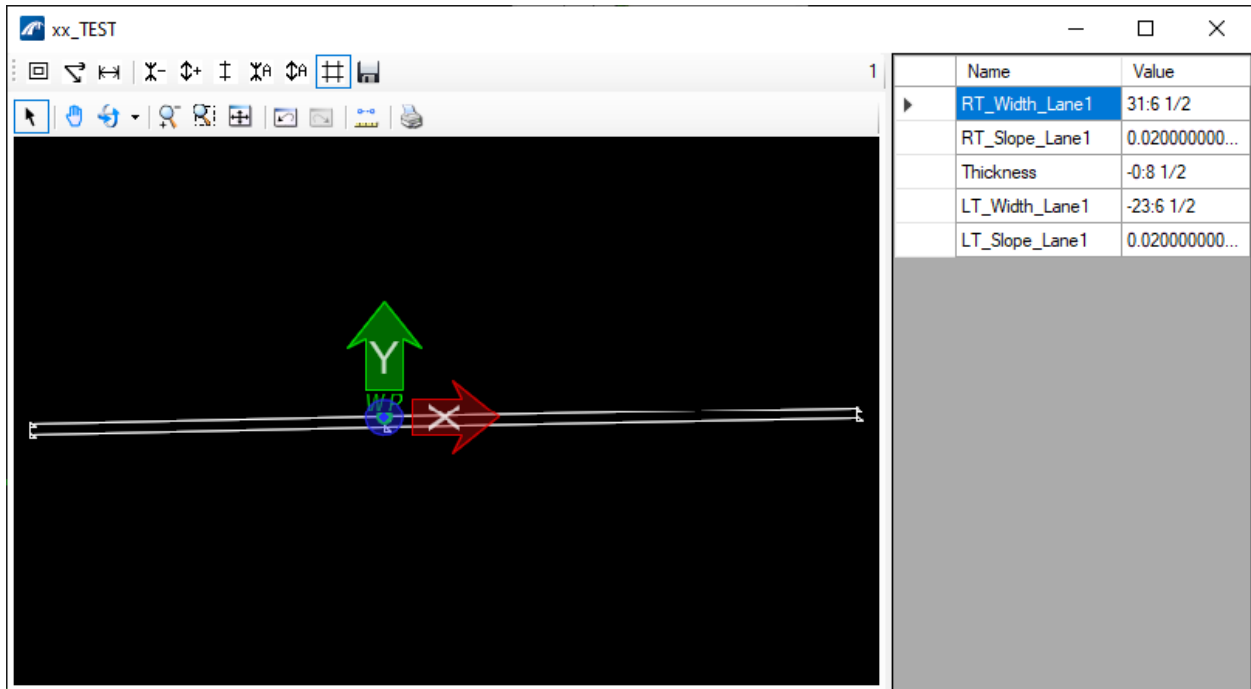 xx_TEST
1
Name Value
RT_Width_Lane1 31:6 1/2
RT_Slope_Lane1 0.020000000...
Thickness -0:8 1/2
LT_Width_Lane1 -23:6 1/2
LT_Slope_Lane1 0.020000000...
Y
WP
X